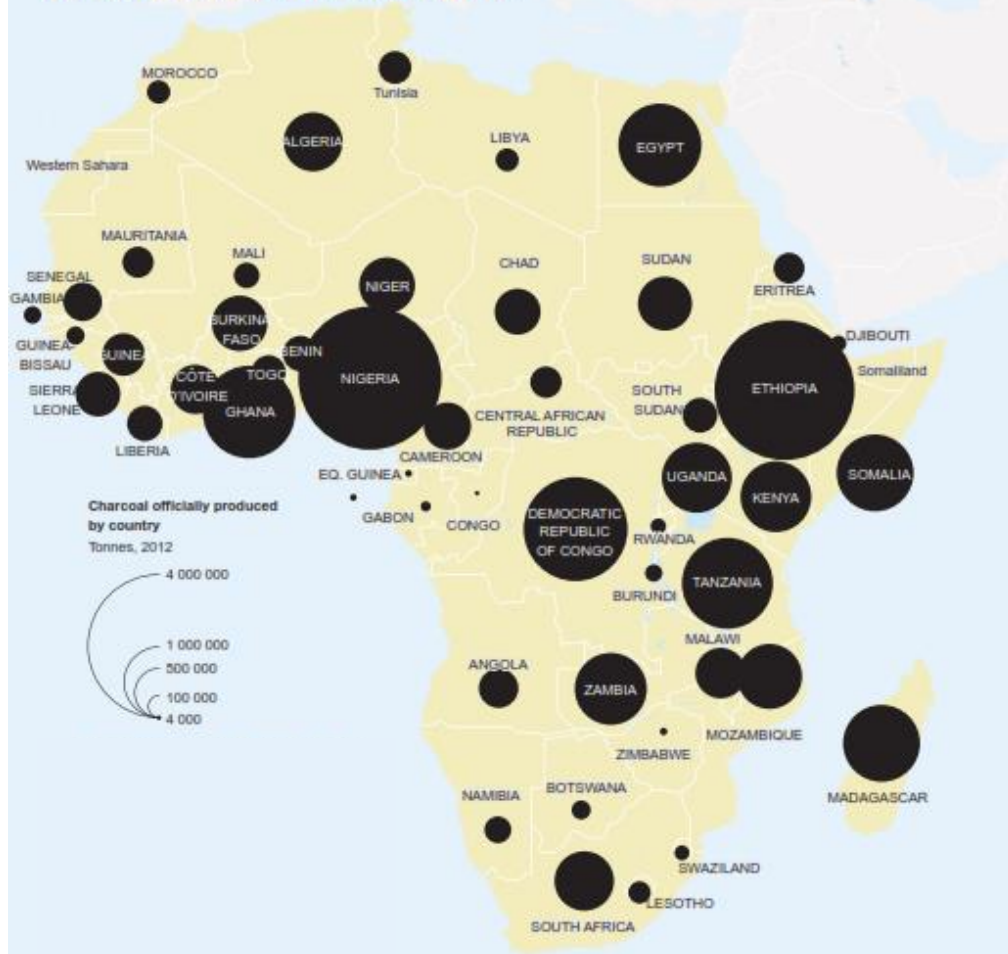 MOROCCO
Tunisia
ALGERIA
LIBYA
EGYPT
Western Sahara
MAURITANIA
MALI
CHAD
SUDAN
SENEGAL
NIGER
ERITREA
GAMBIA
BURKINA
FASO
GUINEA-
BISSAU
GUINEA
BENIN
DJIBOUTI
TOGO
NIGERIA
Somaliland
SIERRA
LEONE
CÔTE
D'IVOIRE
GHANA
ETHIOPIA
SOUTH
SUDAN
CENTRAL AFRICAN
REPUBLIC
LIBERIA
CAMEROON
EQ. GUINEA
UGANDA
SOMALIA
KENYA
GABON
CONGO
DEMOCRATIC
REPUBLIC
OF CONGO
RWANDA
BURUNDI
TANZANIA
Charcoal officially produced
by country
Tonnes, 2012
4 000 000
1 000 000
500 000
100 000
4 000
MALAWI
ANGOLA
ZAMBIA
MOZAMBIQUE
ZIMBABWE
MADAGASCAR
NAMIBIA
BOTSWANA
SWAZILAND
LESOTHO
SOUTH AFRICA